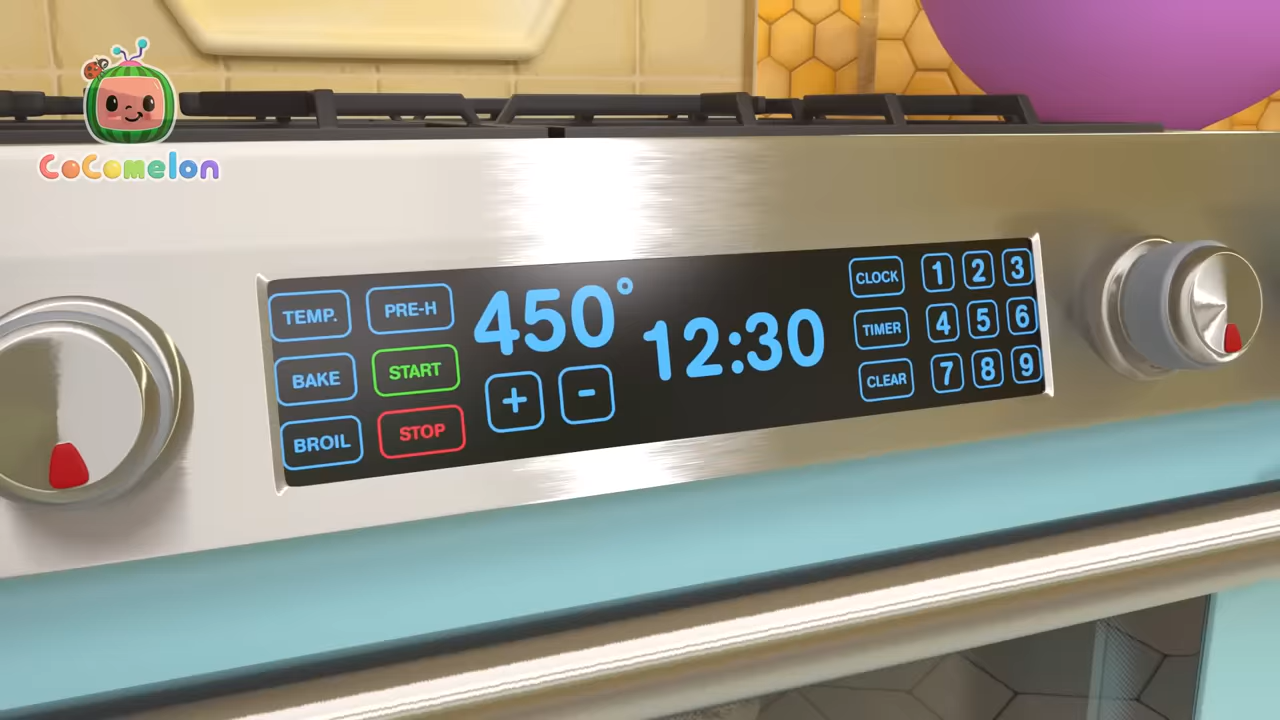 CoComelon
TEMP. PRE-H 450°
BAKE START + -
BROIL STOP
12:30
CLOCK 1 2 3
TIMER 4 5 6
CLEAR 7 8 9